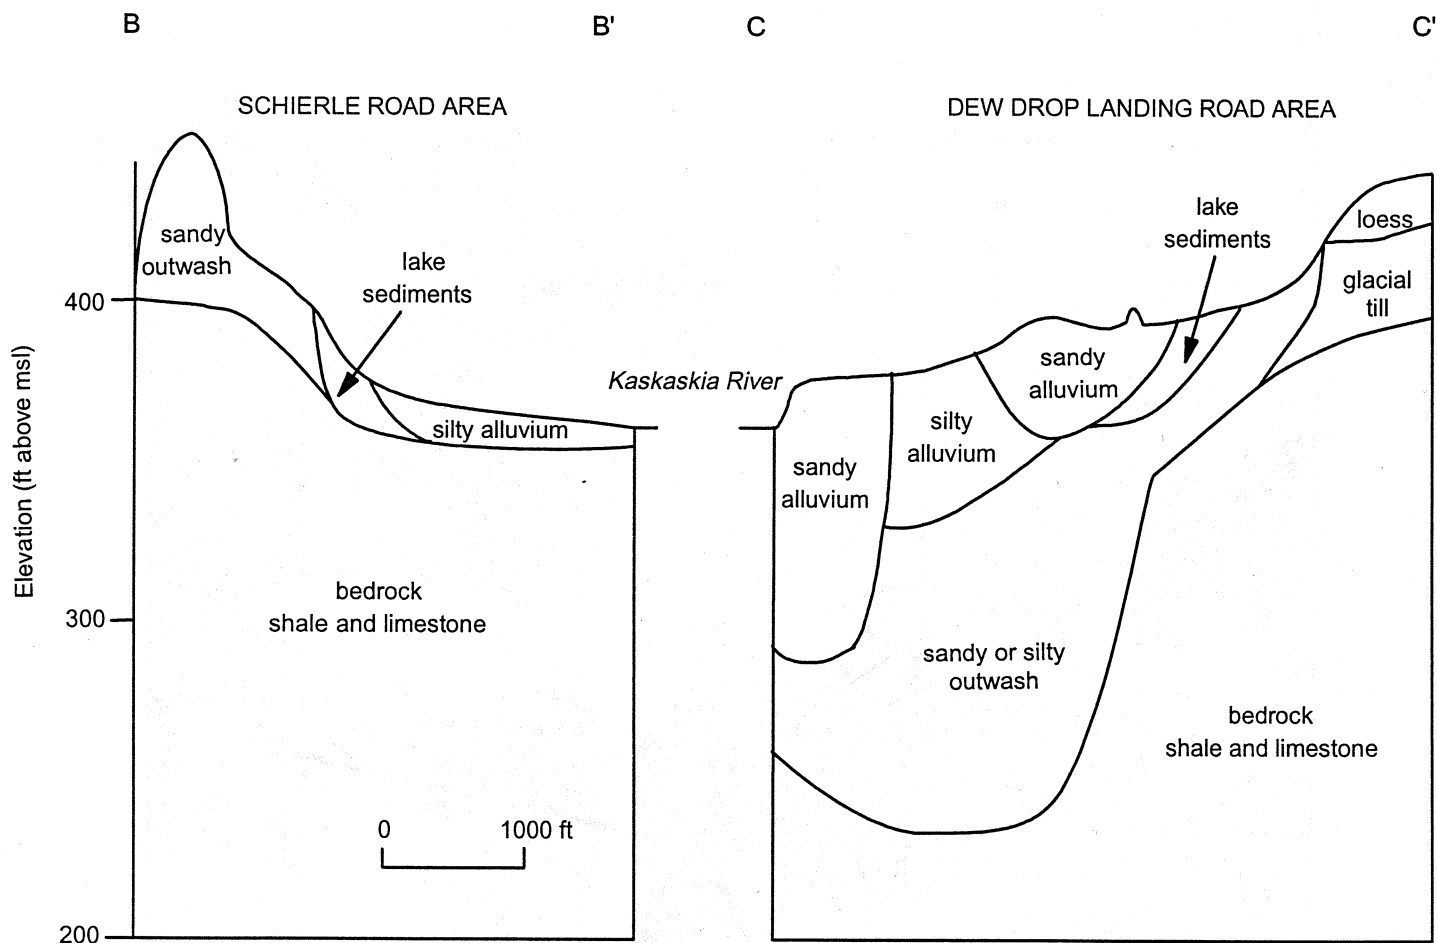 B
B'
C
C'
SCHIERLE ROAD AREA
DEW DROP LANDING ROAD AREA
sandy
outwash
lake
sediments
lake
sediments
loess
glacial
till
400
Elevation (ft above msl)
Kaskaskia River
silty alluvium
sandy
alluvium
silty
alluvium
sandy
alluvium
bedrock
shale and limestone
300
sandy or silty
outwash
bedrock
shale and limestone
0
1000 ft
200